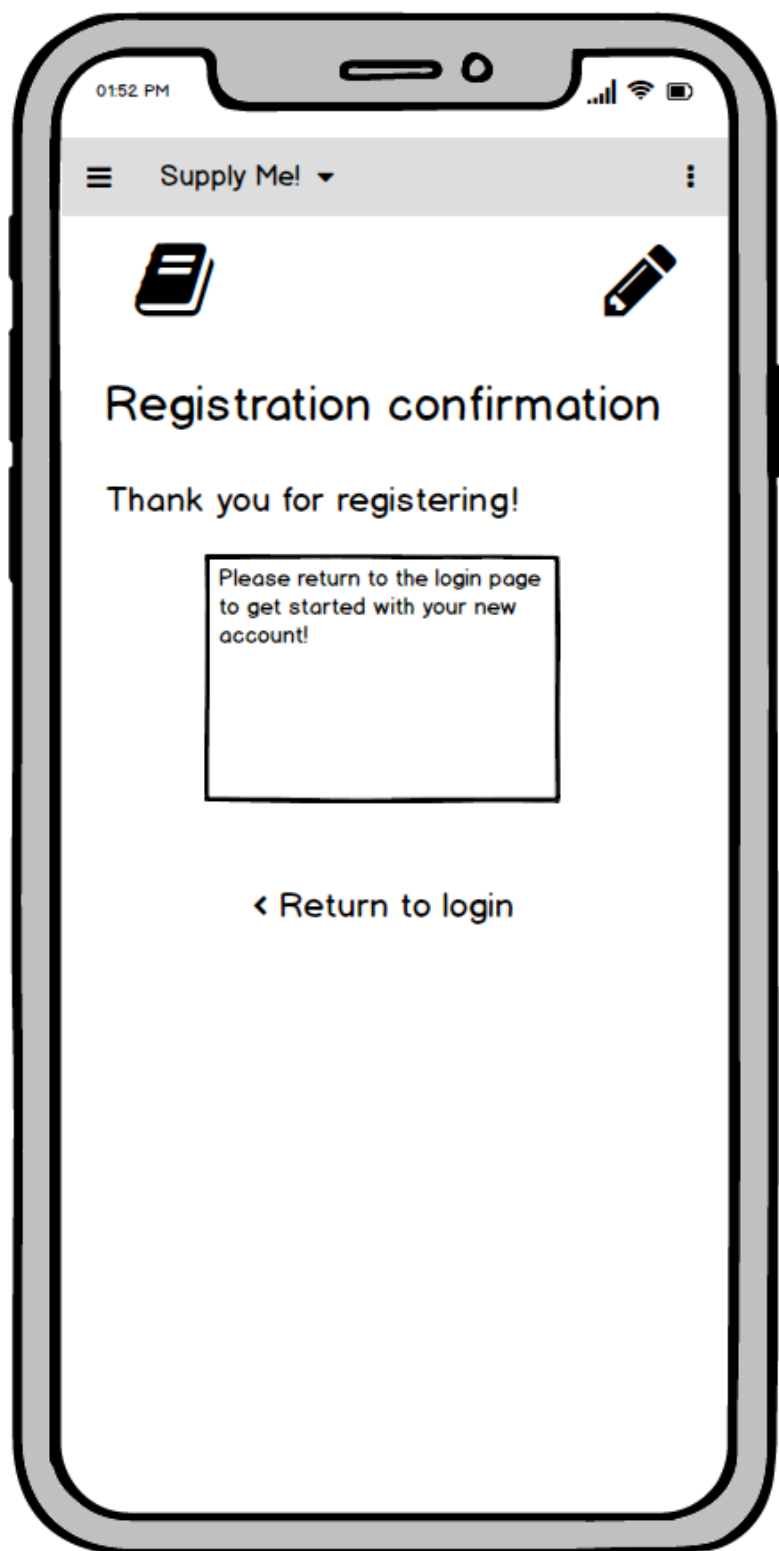 01:52 PM
Supply Me!
Registration confirmation
Thank you for registering!
Please return to the login page
to get started with your new
account!
< Return to login